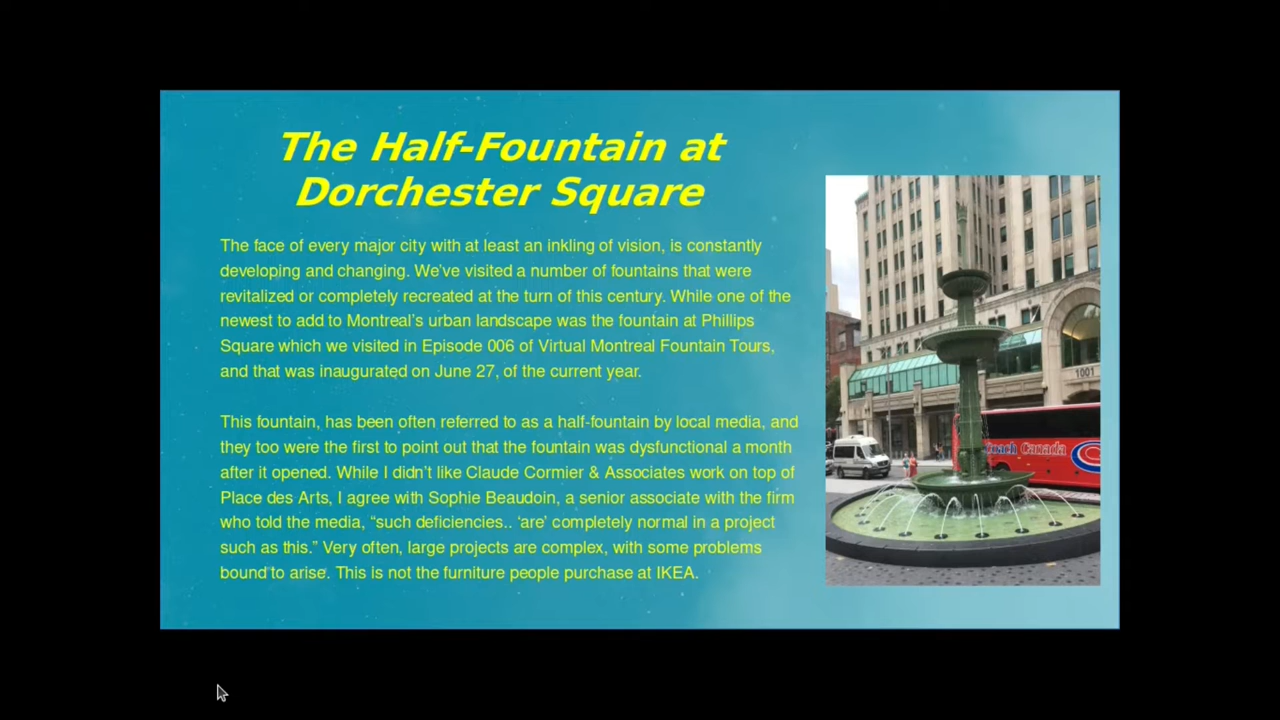 The Half-Fountain at
Dorchester Square
The face of every major city with at least an inkling of vision, is constantly
developing and changing. We've visited a number of fountains that were
revitalized or completely recreated at the turn of this century. While one of the
newest to add to Montreal's urban landscape was the fountain at Phillips
Square which we visited in Episode 006 of Virtual Montreal Fountain Tours,
and that was inaugurated on June 27, of the current year.
This fountain, has been often referred to as a half-fountain by local media, and
they too were the first to point out that the fountain was dysfunctional a month
after it opened. While I didn't like Claude Cormier & Associates work on top of
Place des Arts, I agree with Sophie Beaudoin, a senior associate with the firm
who told the media, “such deficiencies.. ‘are’ completely normal in a project
such as this.” Very often, large projects are complex, with some problems
bound to arise. This is not the furniture people purchase at IKEA.
1001
Canada